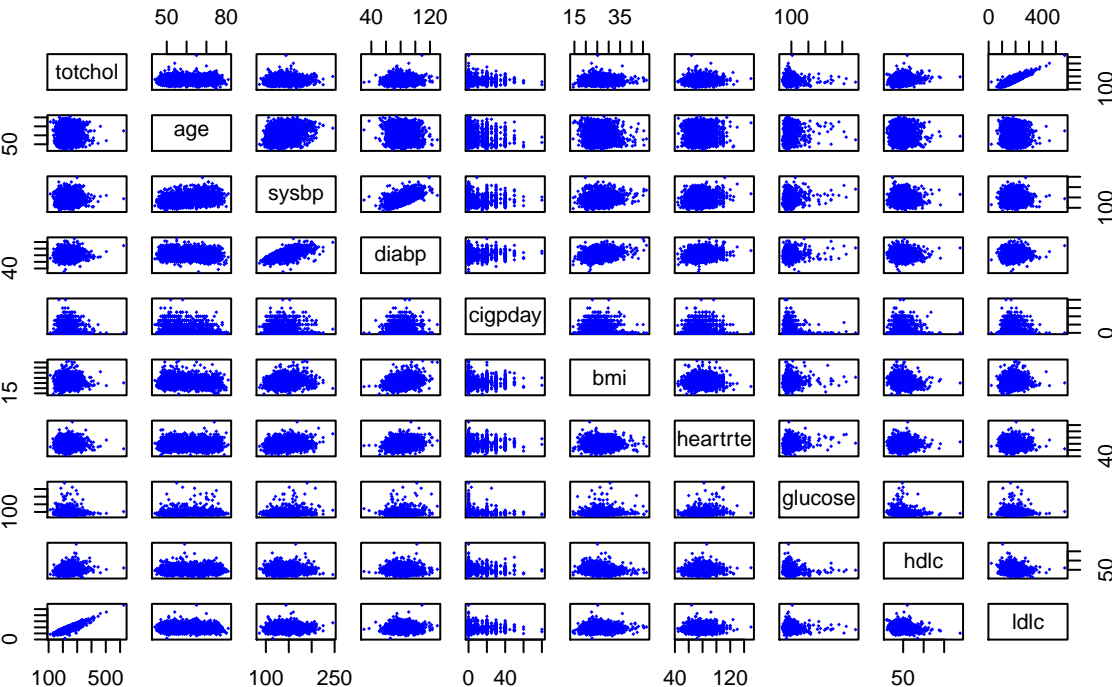 50 80 40 120 15 35 100 0 400
totchol 100
50 age
sysbp 100
40 diabp
cigpday 0
15 bmi
heartrte 40
100 glucose
hdlc 50
0 ldlc
100 500 100 250 0 40 40 120 50